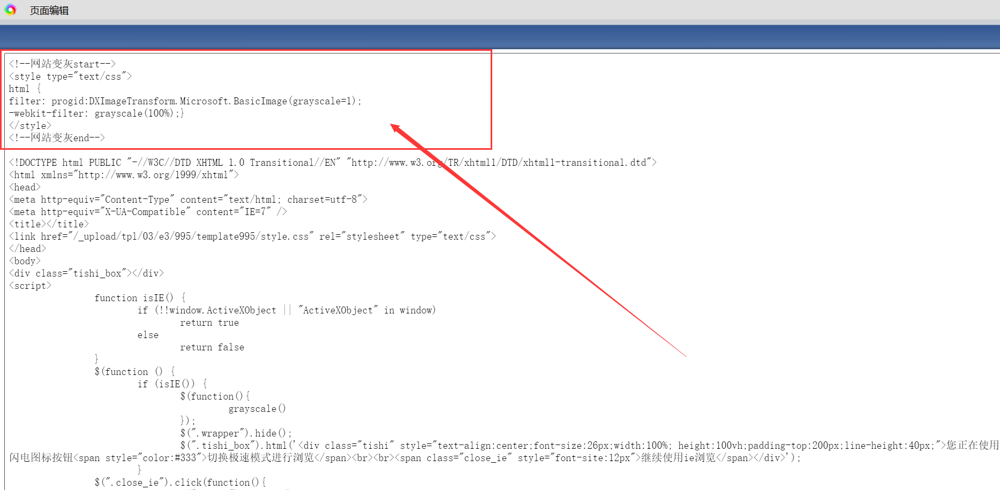 页面编辑
<!--网站变灰start-->
<style type="text/css">
html {
filter: progid:DXImageTransform.Microsoft.BasicImage(grayscale=1);
-webkit-filter: grayscale(100%);}
</style>
<!--网站变灰end-->
<!DOCTYPE html PUBLIC "-//W3C//DTD XHTML 1.0 Transitional//EN" "http://www.w3.org/TR/xhtml1/DTD/xhtml1-transitional.dtd">
<html xmlns="http://www.w3.org/1999/xhtml">
<head>
<meta http-equiv="Content-Type" content="text/html; charset=utf-8">
<meta http-equiv="X-UA-Compatible" content="IE=7" />
<title></title>
<link href="/_upload/tpl/03/e3/995/template995/style.css" rel="stylesheet" type="text/css">
</head>
<body>
<div class="tishi_box"></div>
<script>
function isIE() {
if (!!window.ActiveXObject || "ActiveXObject" in window)
return true
else
return false
}
$(function () {
if (isIE()) {
$(function(){
grayscale()
});
$(".wrapper").hide();
$(".tishi_box").html('<div class="tishi" style="text-align:center;font-size:26px;width:100%; height:100vh;padding-top:200px;line-height:40px;">您正在使用
闪电图标按钮<span style="color:#333">切换极速模式进行浏览</span><br><br><span class="close_ie" style="font-site:12px">继续使用ie浏览</span></div>');
}
$(".close_ie").click(function(){